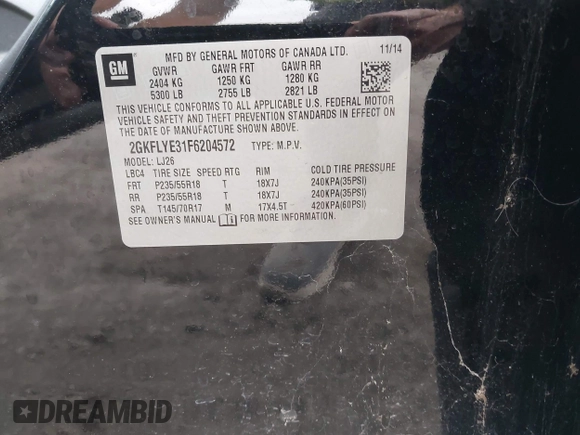 GM
MFD BY GENERAL MOTORS OF CANADA LTD. 11/14
GVWR GAWR FRT GAWR RR
2404 KG 1250 KG 1280 KG
5300 LB 2755 LB 2821 LB
THIS VEHICLE CONFORMS TO ALL APPLICABLE U.S. FEDERAL MOTOR
VEHICLE SAFETY AND THEFT PREVENTION STANDARDS IN EFFECT ON
THE DATE OF MANUFACTURE SHOWN ABOVE.
2GKFLYE31F6204572 TYPE: M.P.V.
MODEL: LJ26
LBC4 TIRE SIZE SPEED RTG RIM COLD TIRE PRESSURE
FRT P235/55R18 T 18X7J 240KPA(35PSI)
RR P235/55R18 T 18X7J 240KPA(35PSI)
SPA T145/70R17 M 17X4.5T 420KPA(60PSI)
SEE OWNER'S MANUAL FOR MORE INFORMATION.
DREAMBID